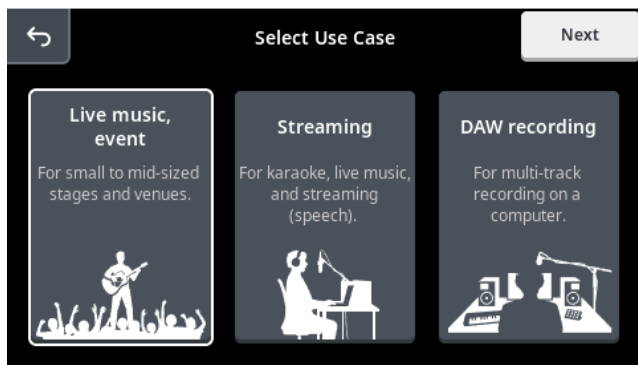 Select Use Case
Next
Live music,
event
For small to mid-sized
stages and venues.
Streaming
For karaoke, live music,
and streaming
(speech).
DAW recording
For multi-track
recording on a
computer.